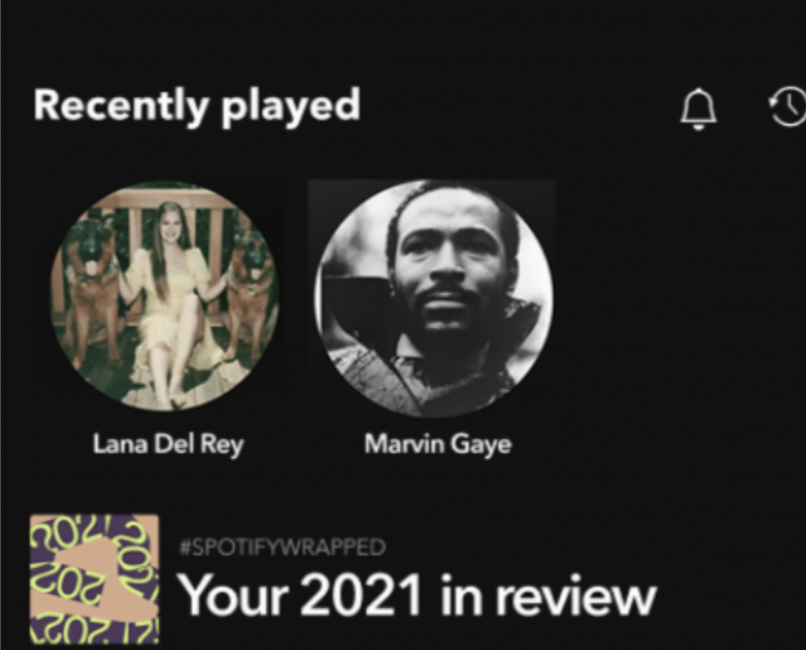 Recently played
Lana Del Rey
Marvin Gaye
#SPOTIFYWRAPPED
Your 2021 in review